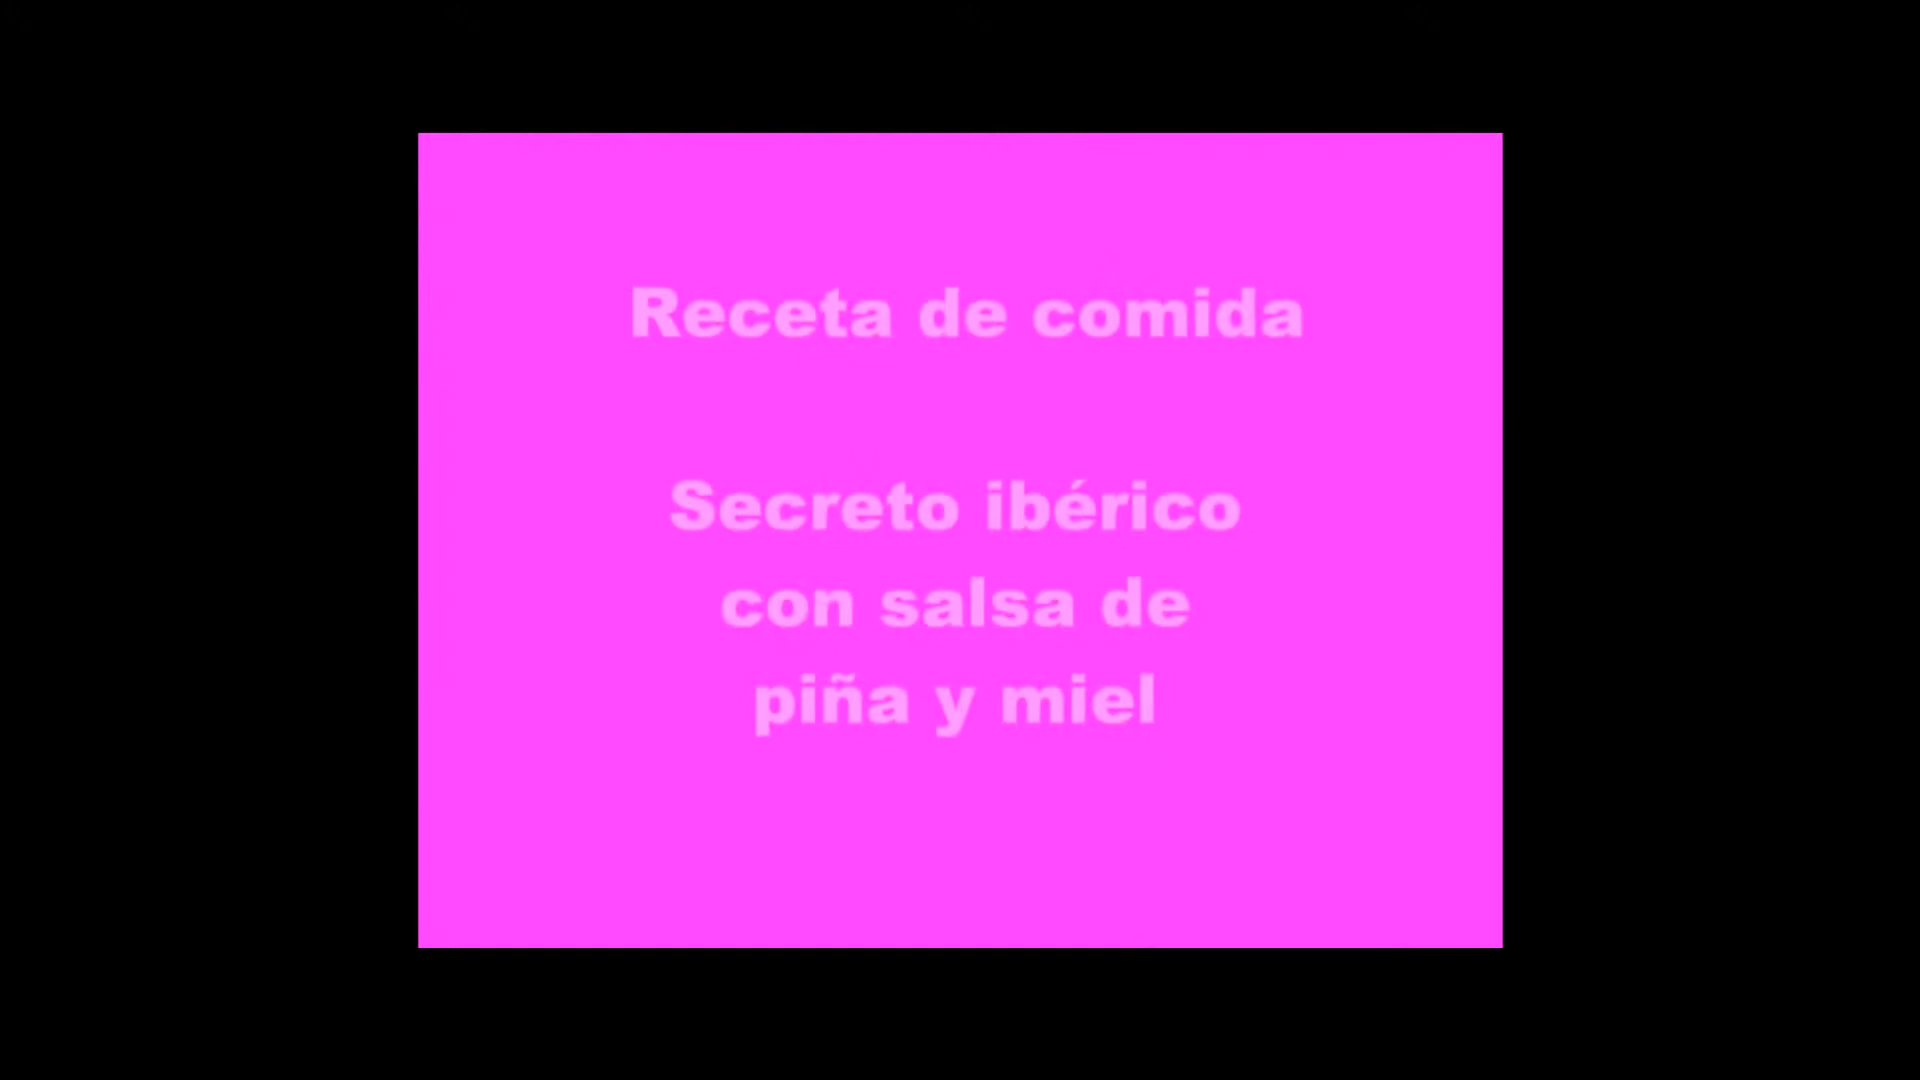 Receta de comida
Secreto ibérico
con salsa de
piña y miel